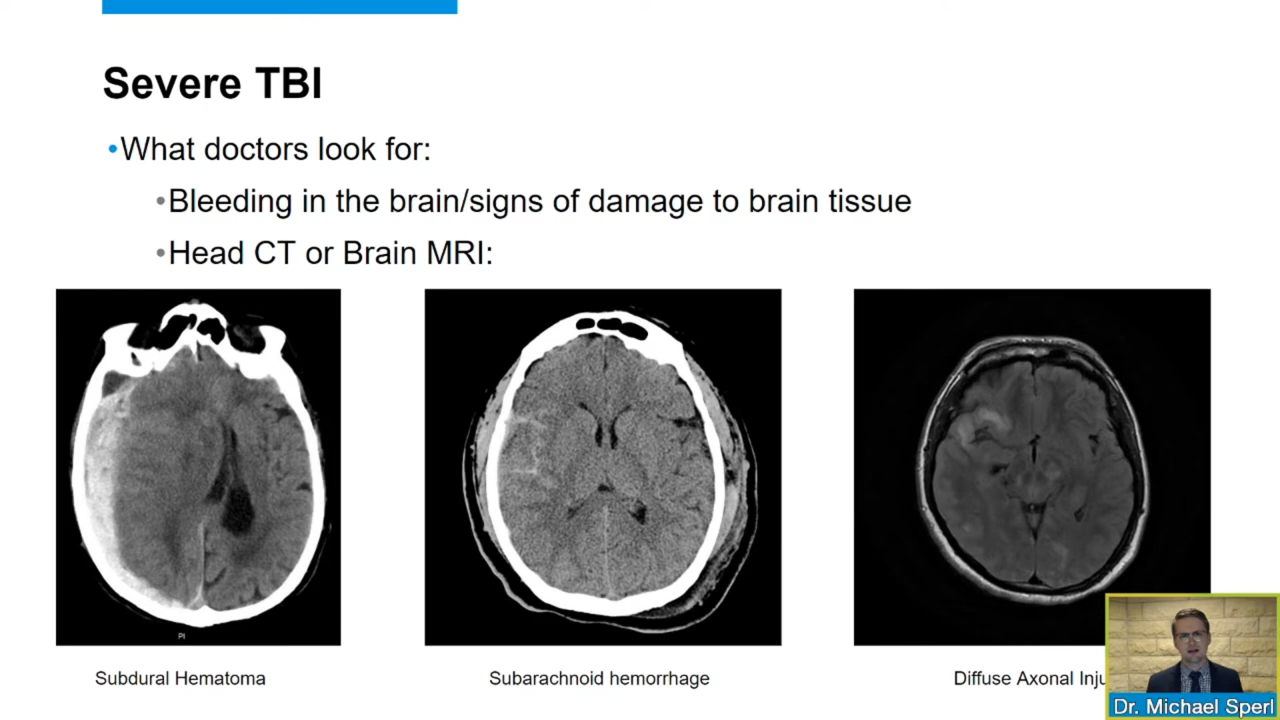 Severe TBI
•What doctors look for:
•Bleeding in the brain/signs of damage to brain tissue
•Head CT or Brain MRI:
PI
Subdural Hematoma
Subarachnoid hemorrhage
Diffuse Axonal
Dr. Michael Sperl